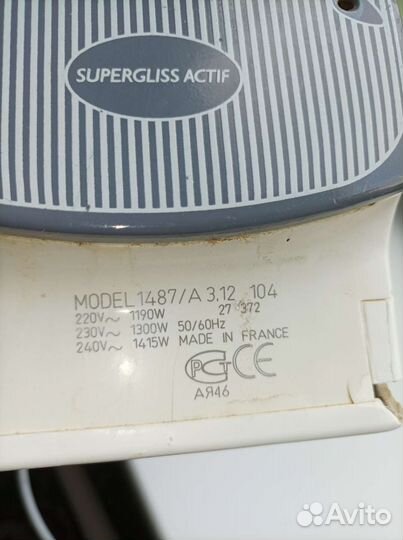 SUPERGLISS ACTIF
MODEL 1487/A 3.12 104
220V~ 1190W 27 372
230V~ 1300W 50/60Hz
240V~ 1415W MADE IN FRANCE
РСТ CE
АЯ46
Avito